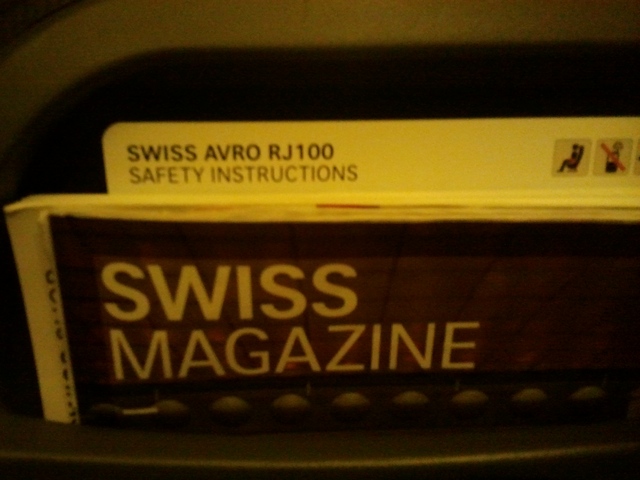 SWISS AVRO RJ100
SAFETY INSTRUCTIONS
SWISS
MAGAZINE